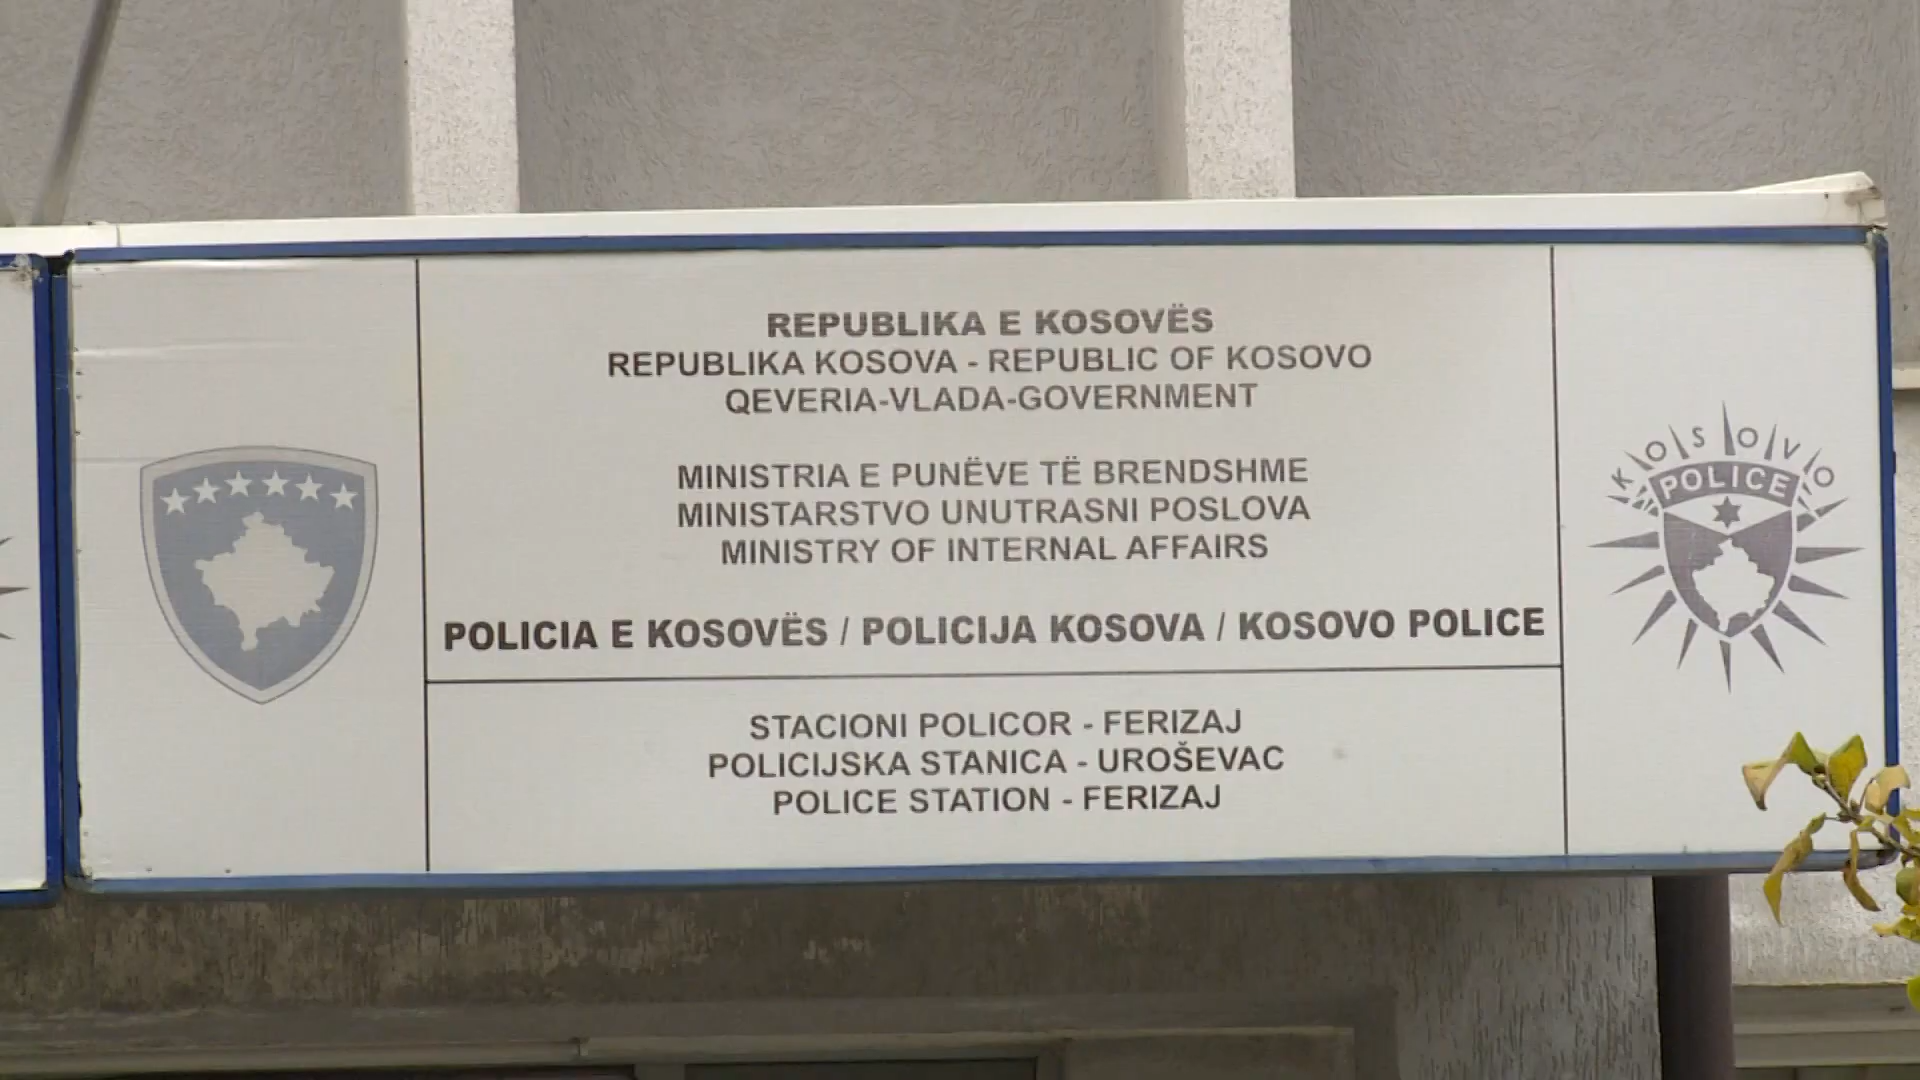 REPUBLIKA E KOSOVËS
REPUBLIKA KOSOVA - REPUBLIC OF KOSOVO
QEVERIA-VLADA-GOVERNMENT
MINISTRIA E PUNËVE TË BRENDSHME
MINISTARSTVO UNUTRASNI POSLOVA
MINISTRY OF INTERNAL AFFAIRS
POLICIA E KOSOVËS / POLICIJA KOSOVA / KOSOVO POLICE
STACIONI POLICOR - FERIZAJ
POLICIJSKA STANICA - UROŠEVAC
POLICE STATION - FERIZAJ
KOSOVO
POLICE